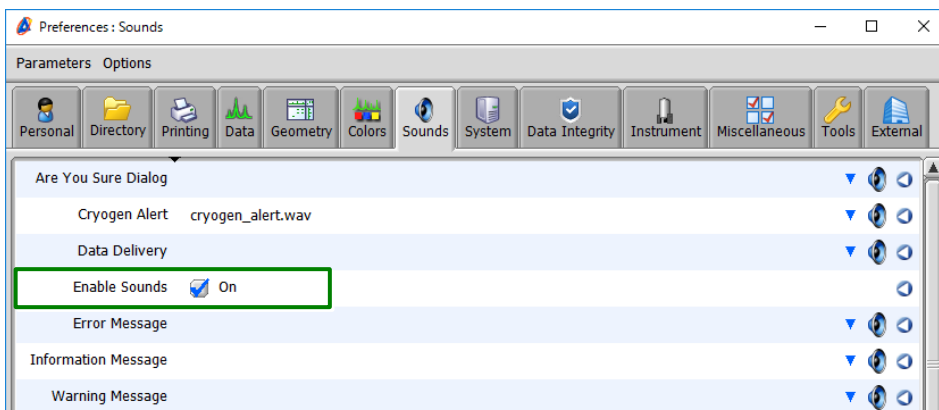 Preferences : Sounds
Parameters Options
Personal Directory Printing Data Geometry Colors Sounds System Data Integrity Instrument Miscellaneous Tools External
Are You Sure Dialog
Cryogen Alert cryogen_alert.wav
Data Delivery
Enable Sounds On
Error Message
Information Message
Warning Message